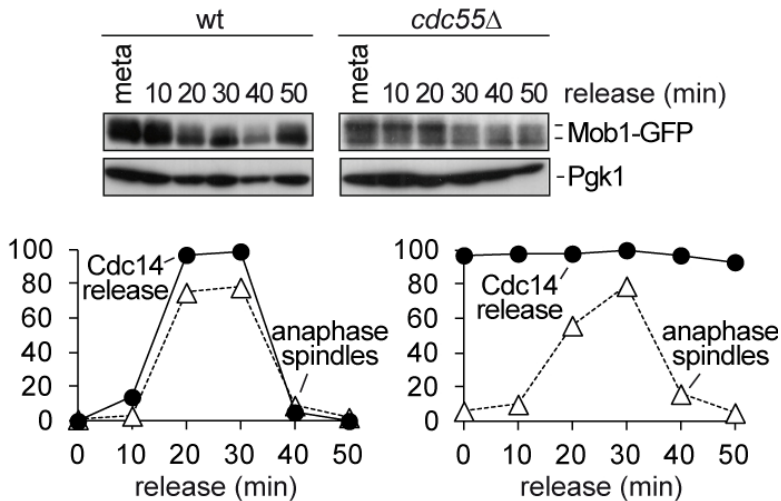 wt
cdc55Δ
meta 10 20 30 40 50
meta 10 20 30 40 50 release (min)
Mob1-GFP
Pgk1
100
80
60
40
20
0
Cdc14
release
anaphase
spindles
0 10 20 30 40 50
release (min)
100
80
60
40
20
0
Cdc14
release
anaphase
spindles
0 10 20 30 40 50
release (min)